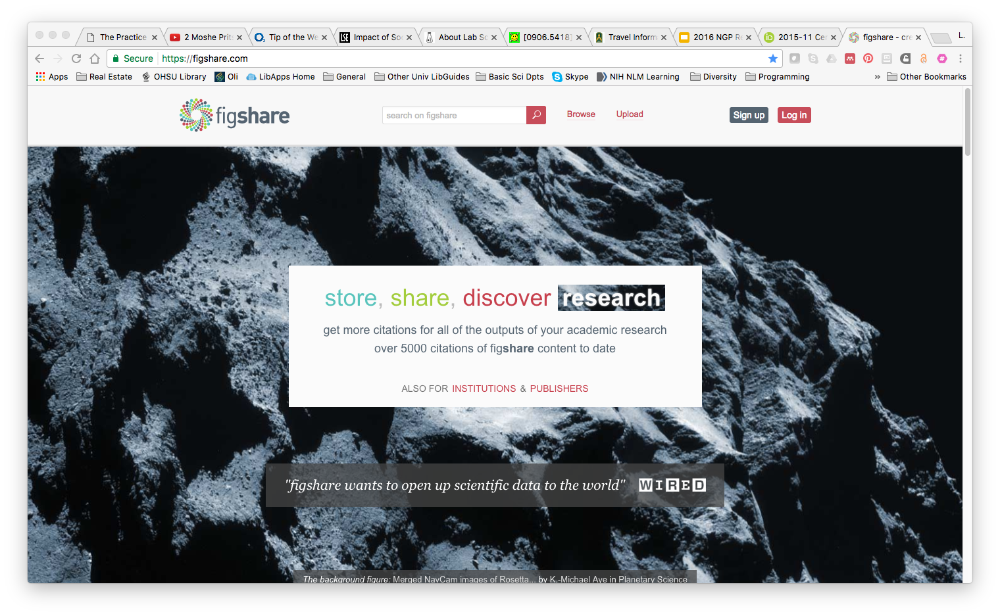 The Practice 2 Moshe Prits Tip of the We Impact of Soc About Lab Sc [0906.5418] Travel Inform 2016 NGP Re 2015-11 Cer figshare - cre L.
Secure https://figshare.com
Apps Real Estate OHSU Library Oli LibApps Home General Other Univ LibGuides Basic Sci Dpts Skype NIH NLM Learning Diversity Programming » Other Bookmarks
figshare search on figshare Browse Upload Sign up Log in
store, share, discover research
get more citations for all of the outputs of your academic research
over 5000 citations of figshare content to date
ALSO FOR INSTITUTIONS & PUBLISHERS
"figshare wants to open up scientific data to the world" WIRED
The background figure: Merged NavCam images of Rosetta... by K.-Michael Aye in Planetary Science